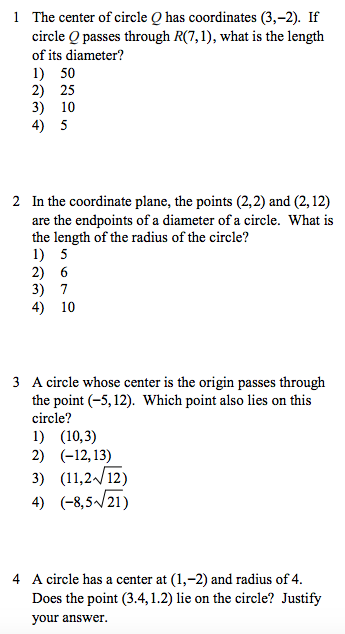 1 The center of circle Q has coordinates (3,−2). If
circle Q passes through R(7,1), what is the length
of its diameter?
1) 50
2) 25
3) 10
4) 5
2 In the coordinate plane, the points (2,2) and (2,12)
are the endpoints of a diameter of a circle. What is
the length of the radius of the circle?
1) 5
2) 6
3) 7
4) 10
3 A circle whose center is the origin passes through
the point (−5,12). Which point also lies on this
circle?
1) (10,3)
2) (−12,13)
3) (11,2√12)
4) (−8,5√21)
4 A circle has a center at (1,−2) and radius of 4.
Does the point (3.4,1.2) lie on the circle? Justify
your answer.